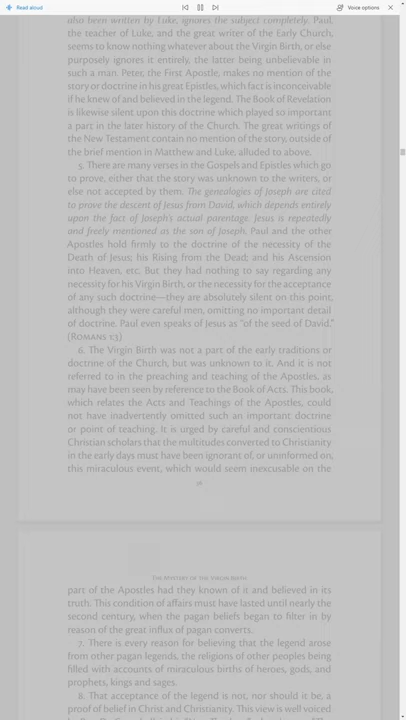 Read aloud
Voice options
also been written by Luke, ignores the subject completely. Paul,
the teacher of Luke, and the great writer of the Early Church,
seems to know nothing whatever about the Virgin Birth, or else
purposely ignores it entirely, the latter being unbelievable in
such a man. Peter, the First Apostle, makes no mention of the
story or doctrine in his great Epistles, which fact is inconceivable
if he knew of and believed in the legend. The Book of Revelation
is likewise silent upon this doctrine which played so important
a part in the later history of the Church. The great writings of
the New Testament contain no mention of the story, outside of
the brief mention in Matthew and Luke, alluded to above.
5. There are many verses in the Gospels and Epistles which go
to prove, either that the story was unknown to the writers, or
else not accepted by them. The genealogies of Joseph are cited
to prove the descent of Jesus from David, which depends entirely
upon the fact of Joseph's actual parentage. Jesus is repeatedly
and freely mentioned as the son of Joseph. Paul and the other
Apostles hold firmly to the doctrine of the necessity of the
Death of Jesus; his Rising from the Dead; and his Ascension
into Heaven, etc. But they had nothing to say regarding any
necessity for his Virgin Birth, or the necessity for the acceptance
of any such doctrine—they are absolutely silent on this point,
although they were careful men, omitting no important detail
of doctrine. Paul even speaks of Jesus as "of the seed of David."
(Romans 1:3)
6. The Virgin Birth was not a part of the early traditions or
doctrine of the Church, but was unknown to it. And it is not
referred to in the preaching and teaching of the Apostles, as
may have been seen by reference to the Book of Acts. This book,
which relates the Acts and Teachings of the Apostles, could
not have inadvertently omitted such an important doctrine
or point of teaching. It is urged by careful and conscientious
Christian scholars that the multitudes converted to Christianity
in the early days must have been ignorant of, or uninformed on,
this miraculous event, which would seem inexcusable on the
The Mystery of the Virgin Birth
part of the Apostles had they known of it and believed in its
truth. This condition of affairs must have lasted until nearly the
second century, when the pagan beliefs began to filter in by
reason of the great influx of pagan converts.
7. There is every reason for believing that the legend arose
from other pagan legends, the religions of other peoples being
filled with accounts of miraculous births of heroes, gods, and
prophets, kings and sages.
8. That acceptance of the legend is not, nor should it be, a
proof of belief in Christ and Christianity. This view is well voiced